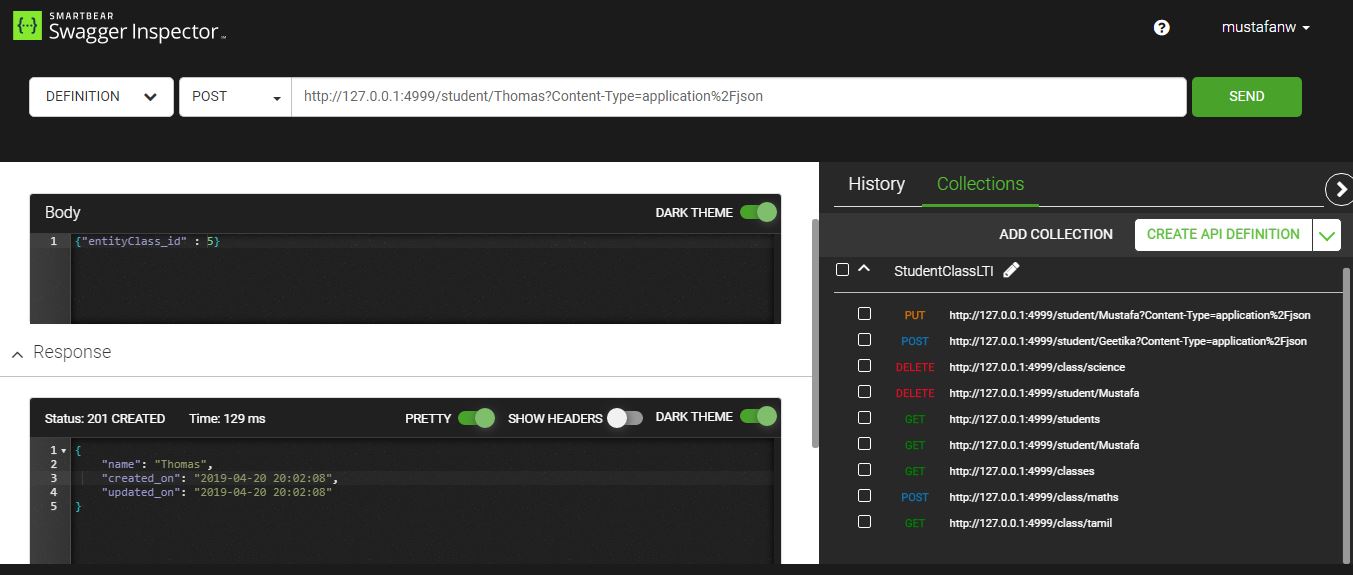 SMARTBEAR
{···} Swagger Inspector
? mustafanw
DEFINITION POST http://127.0.0.1:4999/student/Thomas?Content-Type=application%2Fjson SEND
Body DARK THEME
1 {"entityClass_id" : 5}
Response
Status: 201 CREATED Time: 129 ms PRETTY SHOW HEADERS DARK THEME
1 {
2 "name": "Thomas",
3 "created_on": "2019-04-20 20:02:08",
4 "updated_on": "2019-04-20 20:02:08"
5 }
History Collections
ADD COLLECTION CREATE API DEFINITION
StudentClassLTI
PUT http://127.0.0.1:4999/student/Mustafa?Content-Type=application%2Fjson
POST http://127.0.0.1:4999/student/Geetika?Content-Type=application%2Fjson
DELETE http://127.0.0.1:4999/class/science
DELETE http://127.0.0.1:4999/student/Mustafa
GET http://127.0.0.1:4999/students
GET http://127.0.0.1:4999/student/Mustafa
GET http://127.0.0.1:4999/classes
POST http://127.0.0.1:4999/class/maths
GET http://127.0.0.1:4999/class/tamil